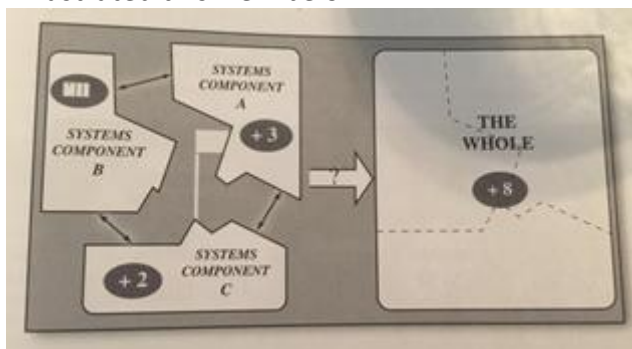 SYSTEMS
COMPONENT
A
+ 3
SYSTEMS
COMPONENT
B
SYSTEMS
COMPONENT
C
+ 2
?
THE
WHOLE
+ 8